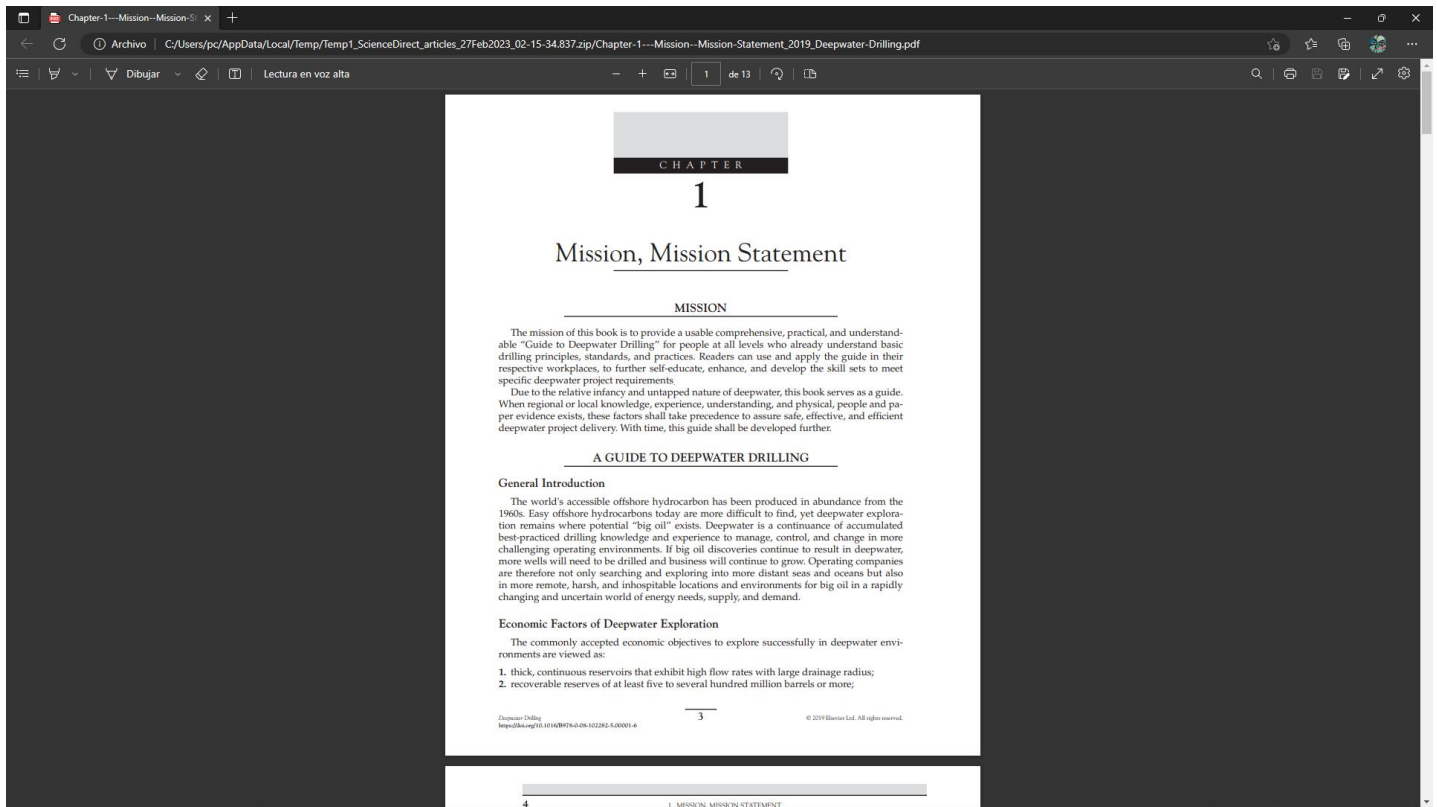 Chapter-1---Mission--Mission-St
Archivo
C:/Users/pc/AppData/Local/Temp/Temp1_ScienceDirect_articles_27Feb2023_02-15-34.837.zip/Chapter-1---Mission--Mission-Statement_2019_Deepwater-Drilling.pdf
Dibujar
Lectura en voz alta
1 de 13
CHAPTER
1
Mission, Mission Statement
MISSION
The mission of this book is to provide a usable comprehensive, practical, and understand-
able “Guide to Deepwater Drilling” for people at all levels who already understand basic
drilling principles, standards, and practices. Readers can use and apply the guide in their
respective workplaces, to further self-educate, enhance, and develop the skill sets to meet
specific deepwater project requirements.
Due to the relative infancy and untapped nature of deepwater, this book serves as a guide.
When regional or local knowledge, experience, understanding, and physical, people and pa-
per evidence exists, these factors shall take precedence to assure safe, effective, and efficient
deepwater project delivery. With time, this guide shall be developed further.
A GUIDE TO DEEPWATER DRILLING
General Introduction
The world's accessible offshore hydrocarbon has been produced in abundance from the
1960s. Easy offshore hydrocarbons today are more difficult to find, yet deepwater explora-
tion remains where potential “big oil” exists. Deepwater is a continuance of accumulated
best-practiced drilling knowledge and experience to manage, control, and change in more
challenging operating environments. If big oil discoveries continue to result in deepwater,
more wells will need to be drilled and business will continue to grow. Operating companies
are therefore not only searching and exploring into more distant seas and oceans but also
in more remote, harsh, and inhospitable locations and environments for big oil in a rapidly
changing and uncertain world of energy needs, supply, and demand.
Economic Factors of Deepwater Exploration
The commonly accepted economic objectives to explore successfully in deepwater envi-
ronments are viewed as:
1. thick, continuous reservoirs that exhibit high flow rates with large drainage radius;
2. recoverable reserves of at least five to several hundred million barrels or more;
Deepwater Drilling
https://doi.org/10.1016/B978-0-08-102282-5.00001-6
3
© 2019 Elsevier Ltd. All rights reserved.
4
1. MISSION, MISSION STATEMENT